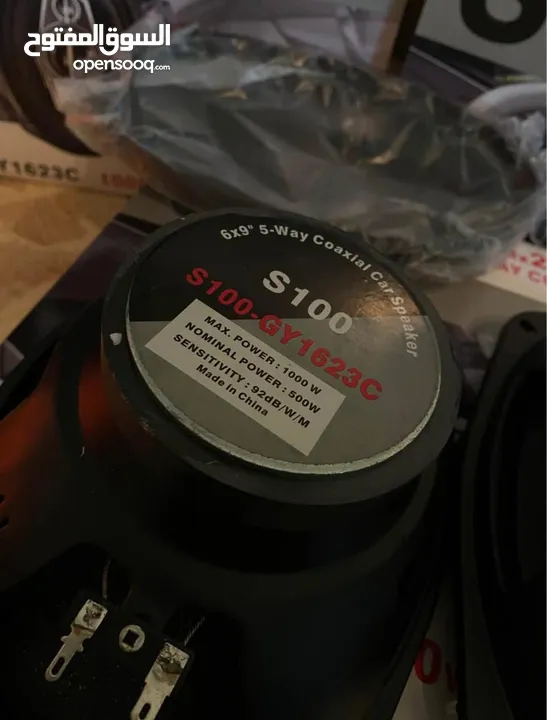 السوق المفتوح
opensooq.com
GY1623C
6x9" 5-Way Coaxial Car Speaker
S100
S100-GY1623C
MAX. POWER : 1000 W
NOMINAL POWER : 500W
SENSITIVITY : 92dB/W/M
Made in China